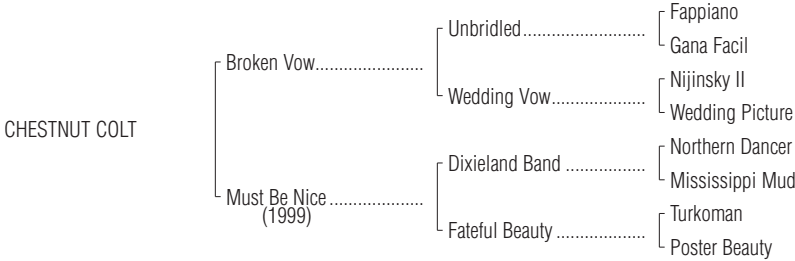 Fappiano
Unbridled..........................
Gana Facil
Broken Vow.......................
Nijinsky II
Wedding Vow....................
Wedding Picture
CHESTNUT COLT
Northern Dancer
Dixieland Band .................
Mississippi Mud
Must Be Nice ....................
(1999)
Turkoman
Fateful Beauty ...................
Poster Beauty